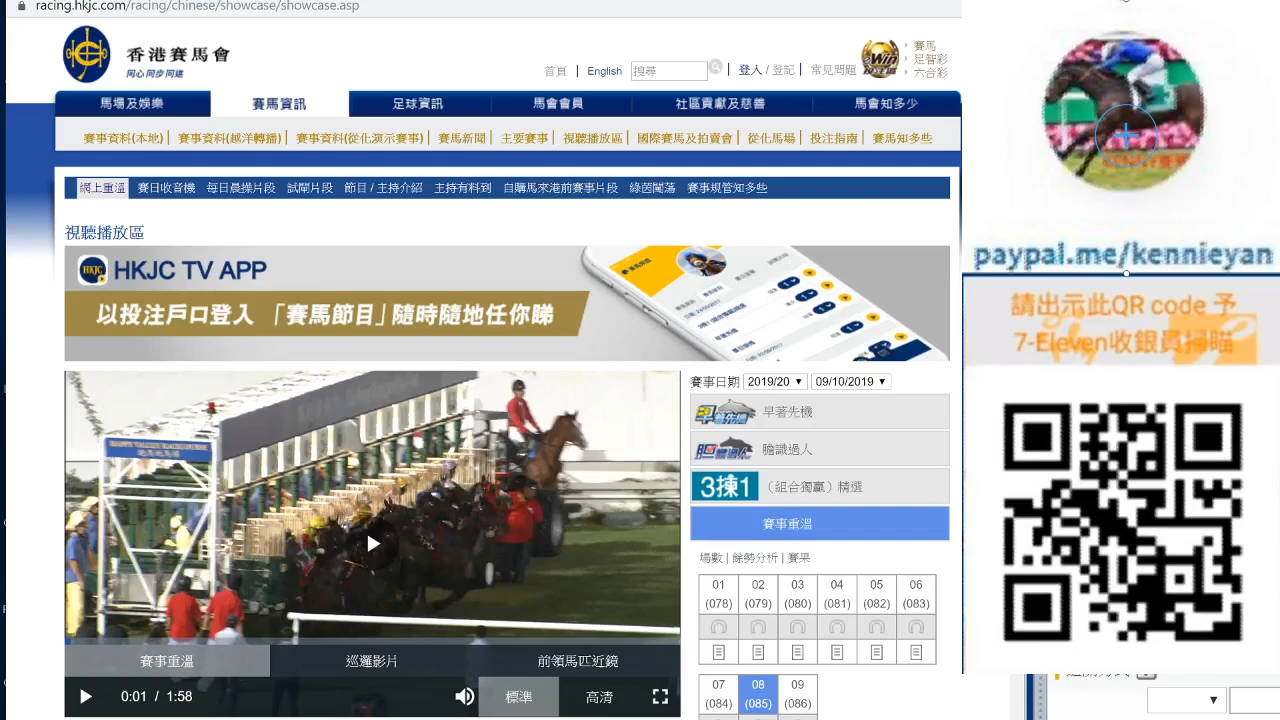 racing.hkjc.com/racing/chinese/showcase/showcase.asp
香港賽馬會
同心同步同進
首頁 | English 搜尋 | 登入 / 登記 | 常見問題
賽馬
足智彩
六合彩
馬場及娛樂 賽馬資訊 足球資訊 馬會會員 社區貢獻及慈善 馬會知多少
賽事資料(本地) | 賽事資料(越洋轉播) | 賽事資料(從化演示賽事) | 賽馬新聞 | 主要賽事 | 視聽播放區 | 國際賽馬及拍賣會 | 從化馬場 | 投注指南 | 賽馬知多些
網上重溫 賽日收音機 每日晨操片段 試閘片段 節目 / 主持介紹 主持有料到 自購馬來港前賽事片段 綠茵闖蕩 賽事規管知多些
視聽播放區
HKJC TV APP
以投注戶口登入 「賽馬節目」隨時隨地任你睇
賽事日期 2019/20 09/10/2019
早著先機
膽識過人
3揀1 (組合獨贏) 精選
賽事重溫
場數 | 餘勢分析 | 賽果
01 02 03 04 05 06
(078) (079) (080) (081) (082) (083)
07 08 09
(084) (085) (086)
賽事重溫 巡邏影片 前領馬匹近鏡
0:01 / 1:58 標準 高清
paypal.me/kennieyan
請出示此QR code 予
7-Eleven收銀員掃瞄